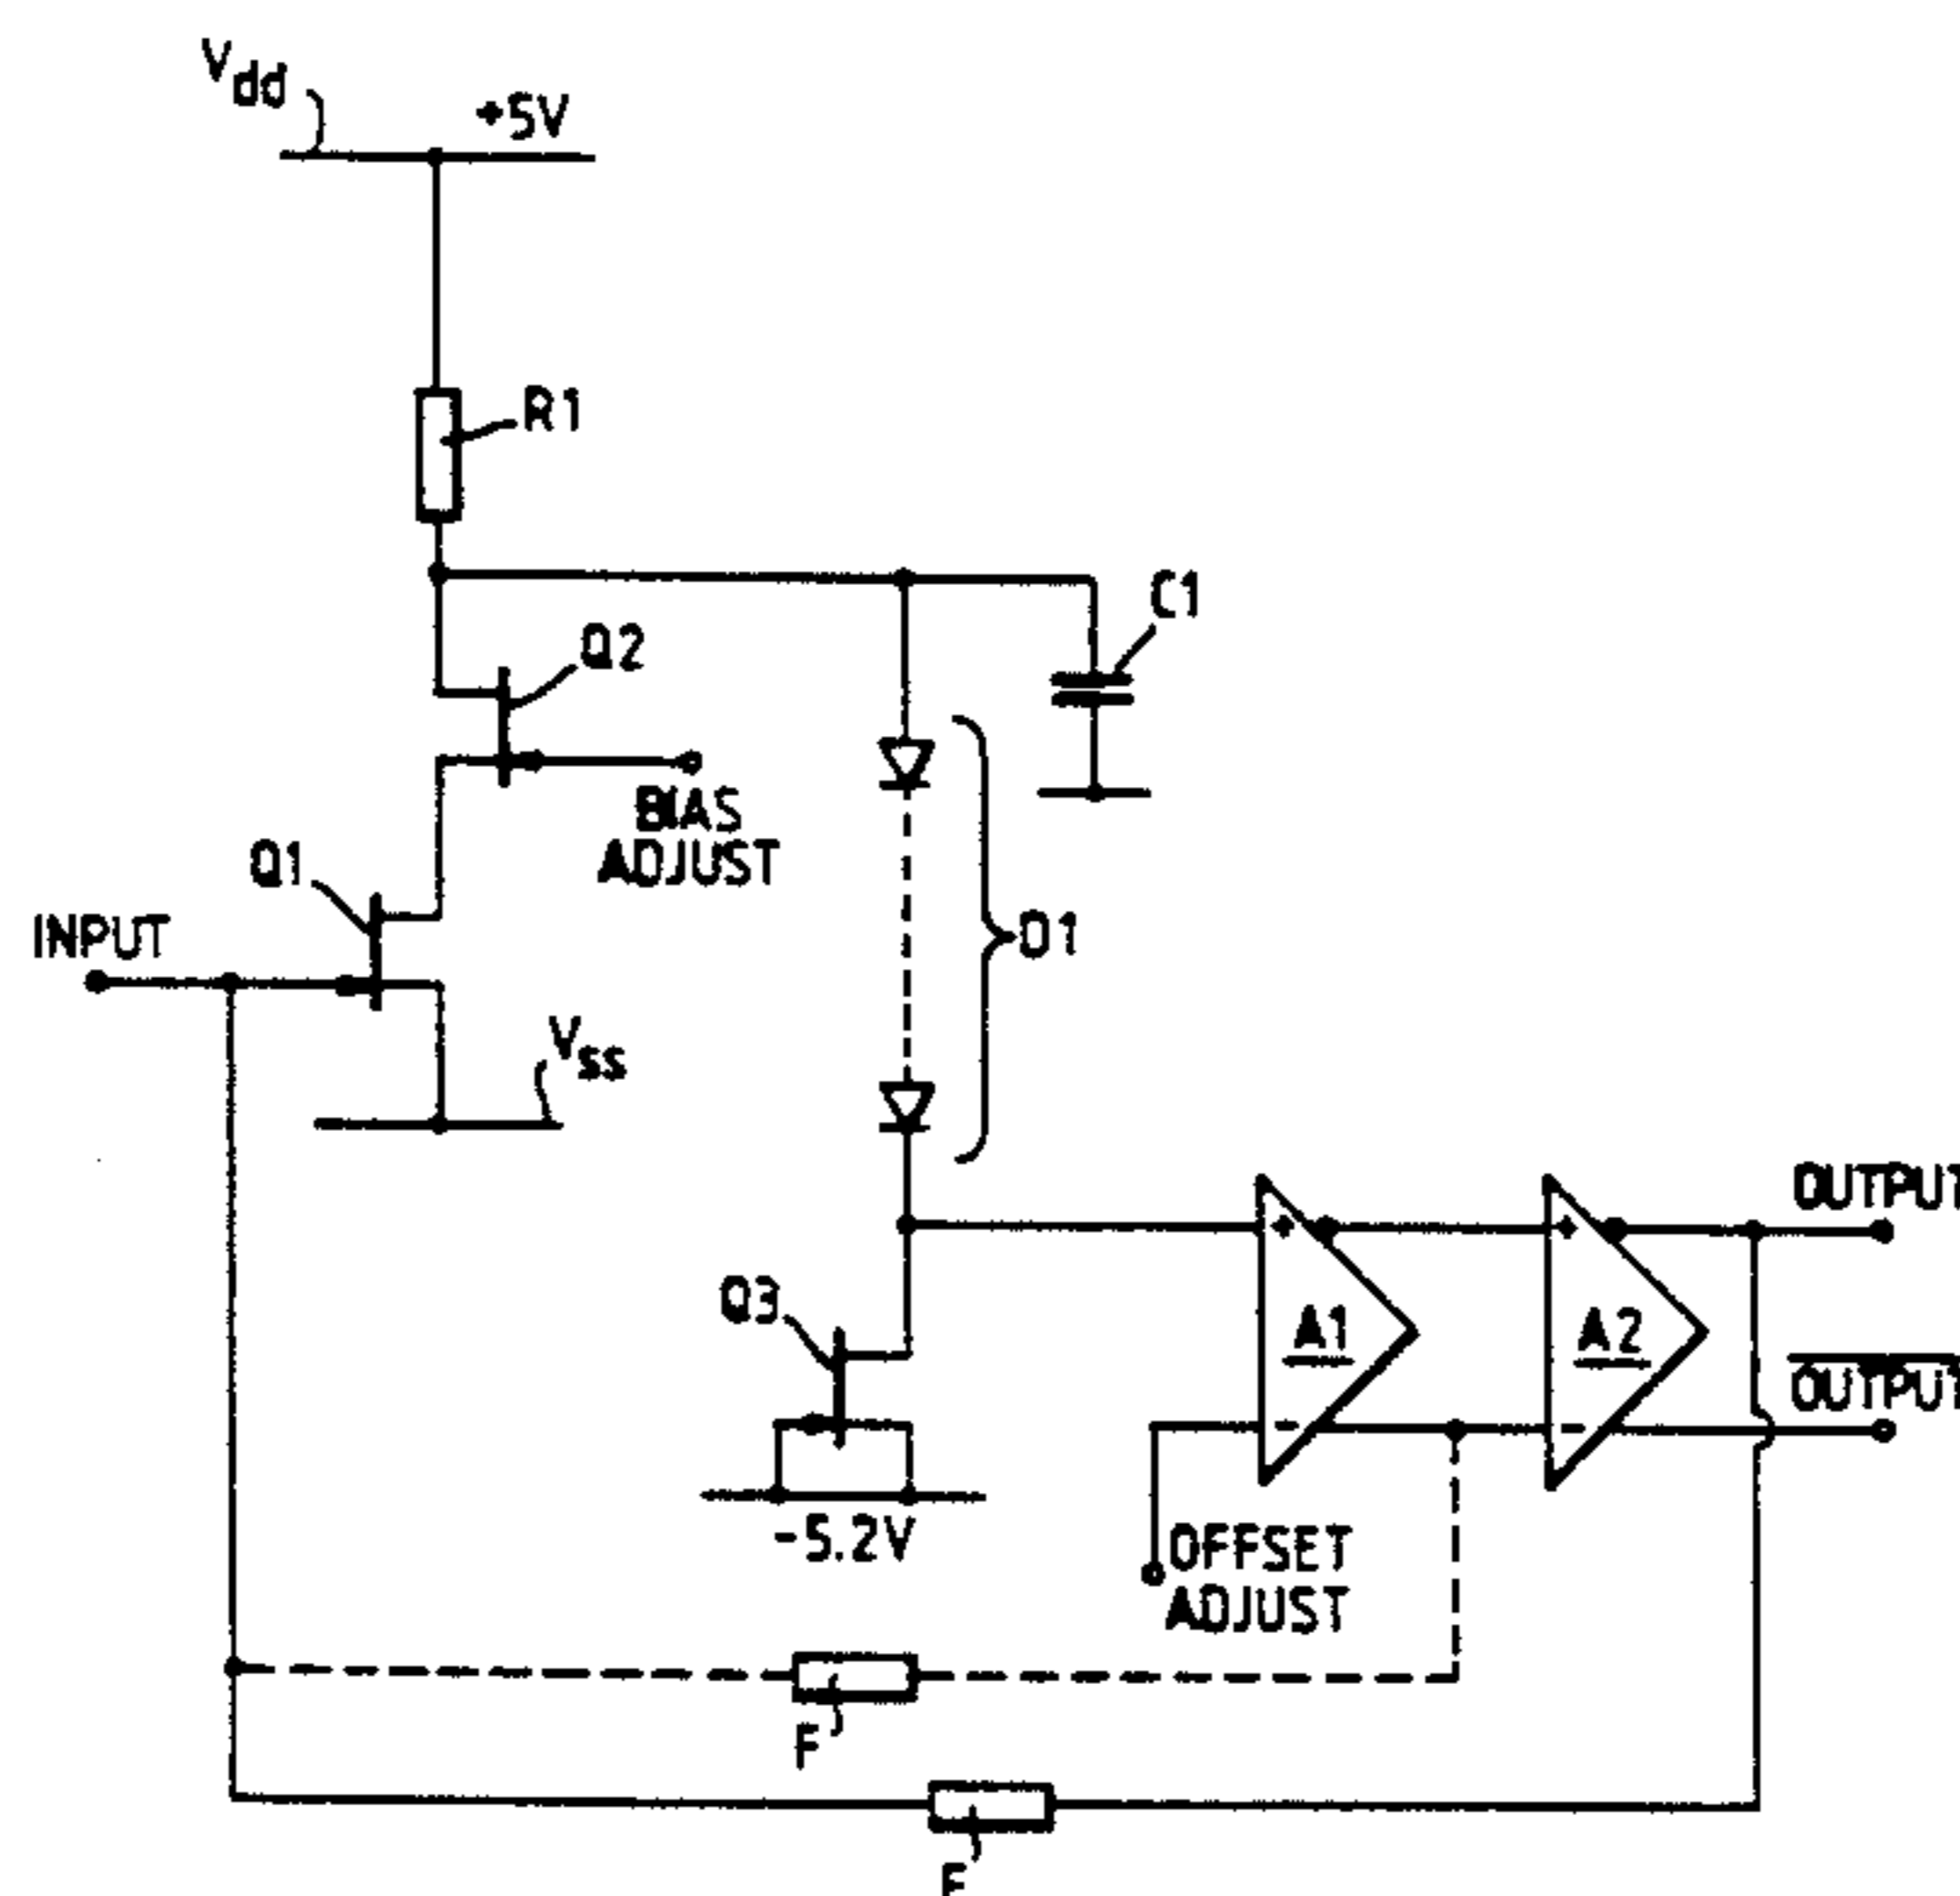 Vdd
+5V
R1
C1
Q2
BIAS
ADJUST
Q1
INPUT
D1
Vss
OUTPUT
Q3
+
+
A1
A2
OUTPUT
-
-
-5.2V
OFFSET
ADJUST
F
F